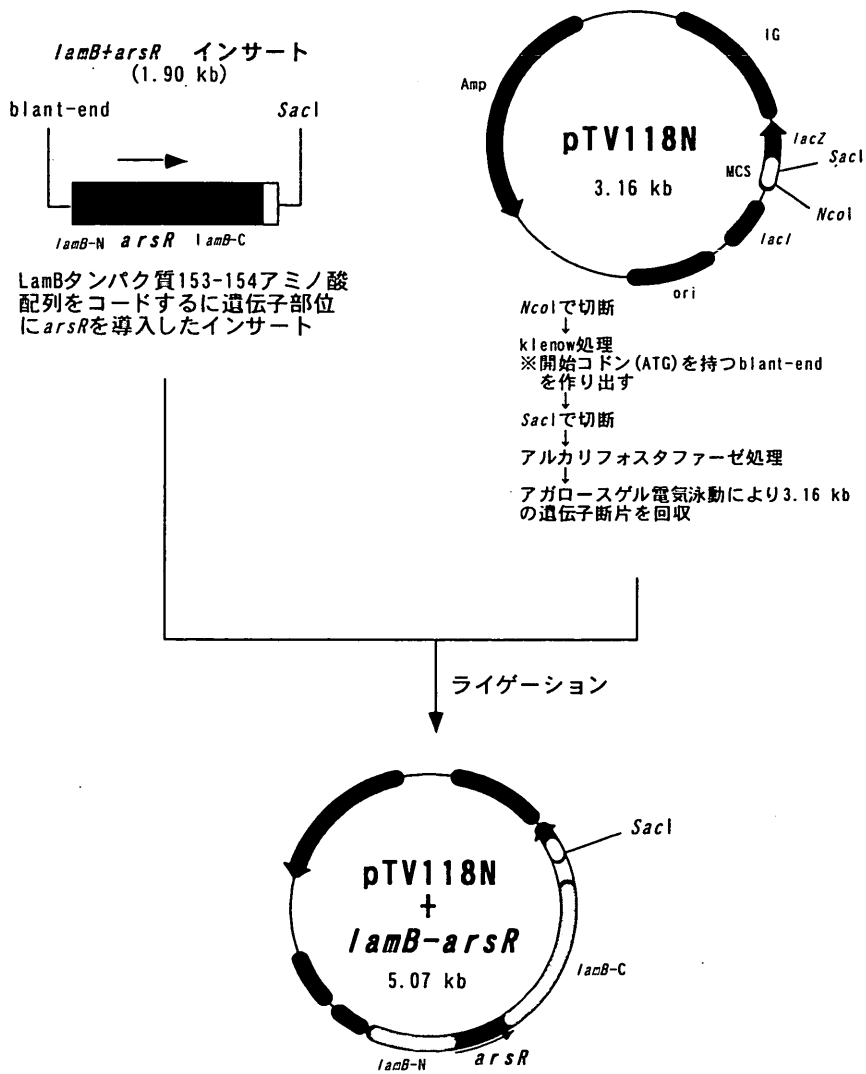 lamB+arsR インサート
(1.90 kb)
blant-end
SacI
lamB-N arsR lamB-C
LamBタンパク質153-154アミノ酸
配列をコードするに遺伝子部位
にarsRを導入したインサート
IG
Amp
pTV118N
3.16 kb
lacZ
MCS
SacI
NcoI
lacI
ori
NcoIで切断
↓
klenow処理
※開始コドン(ATG)を持つblant-end
を作り出す
↓
SacIで切断
↓
アルカリフォスタファーゼ処理
↓
アガロースゲル電気泳動により3.16 kb
の遺伝子断片を回収
ライゲーション
SacI
pTV118N
+
lamB-arsR
5.07 kb
lamB-C
lamB-N
arsR